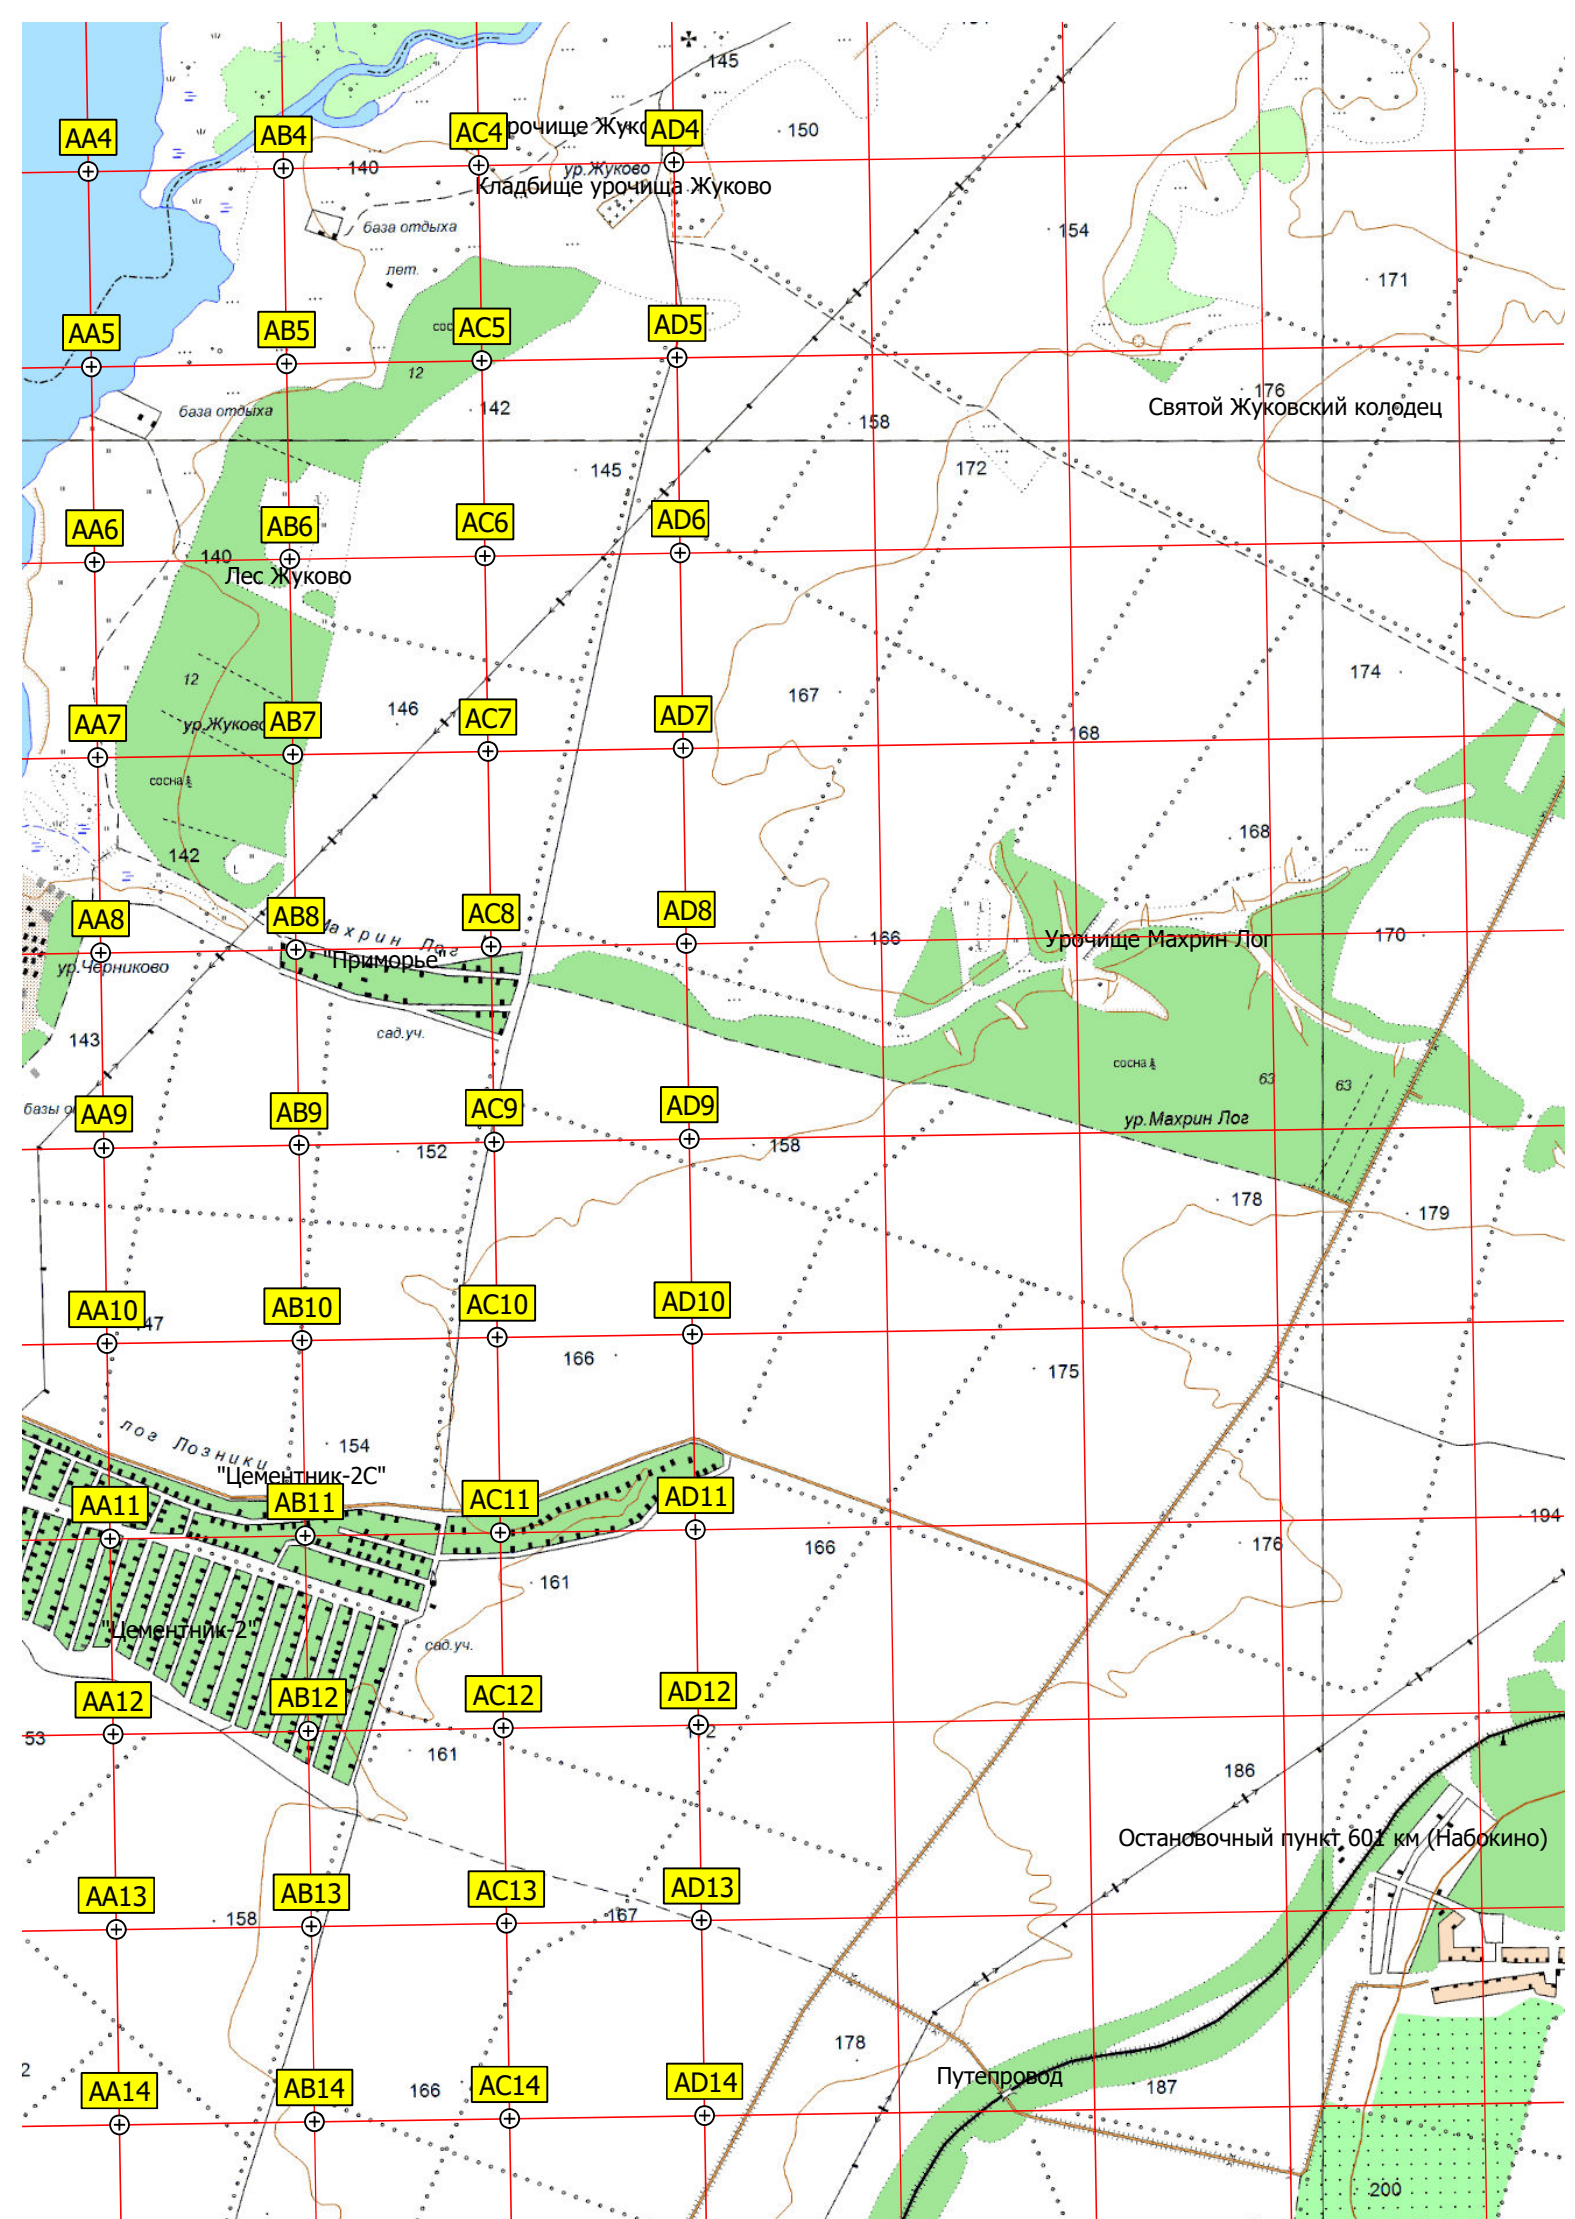 145
AA4
AB4
AC4
рочище Жук
AD4
150
140
ур.Жуково
Кладбище урочища Жуково
база отдыха
154
лет.
171
AA5
AB5
AC5
AD5
12
176
база отдыха
142
Святой Жуковский колодец
158
145
172
AA6
AB6
AC6
AD6
140
Лес Жуково
174
12
167
146
AA7
ур.Жуково
AB7
AC7
AD7
168
сосна
168
142
AA8
AB8
AC8
AD8
Махрин Лог
166
Урочище Махрин Лог
170
ур.Черниково
"Приморье"
143
сад.уч.
сосна
63
63
базы о
AA9
AB9
AC9
AD9
ур.Махрин Лог
152
158
178
179
AA10
AB10
AC10
AD10
147
166
175
лог Лозники
154
"Цементник-2С"
AA11
AB11
AC11
AD11
194
166
176
161
"Цементник-2"
сад.уч.
AA12
AB12
AC12
AD12
53
161
186
Остановочный пункт 601 км (Набокино)
AA13
AB13
AC13
AD13
158
167
178
2
AA14
AB14
166
AC14
AD14
Путепровод
187
200